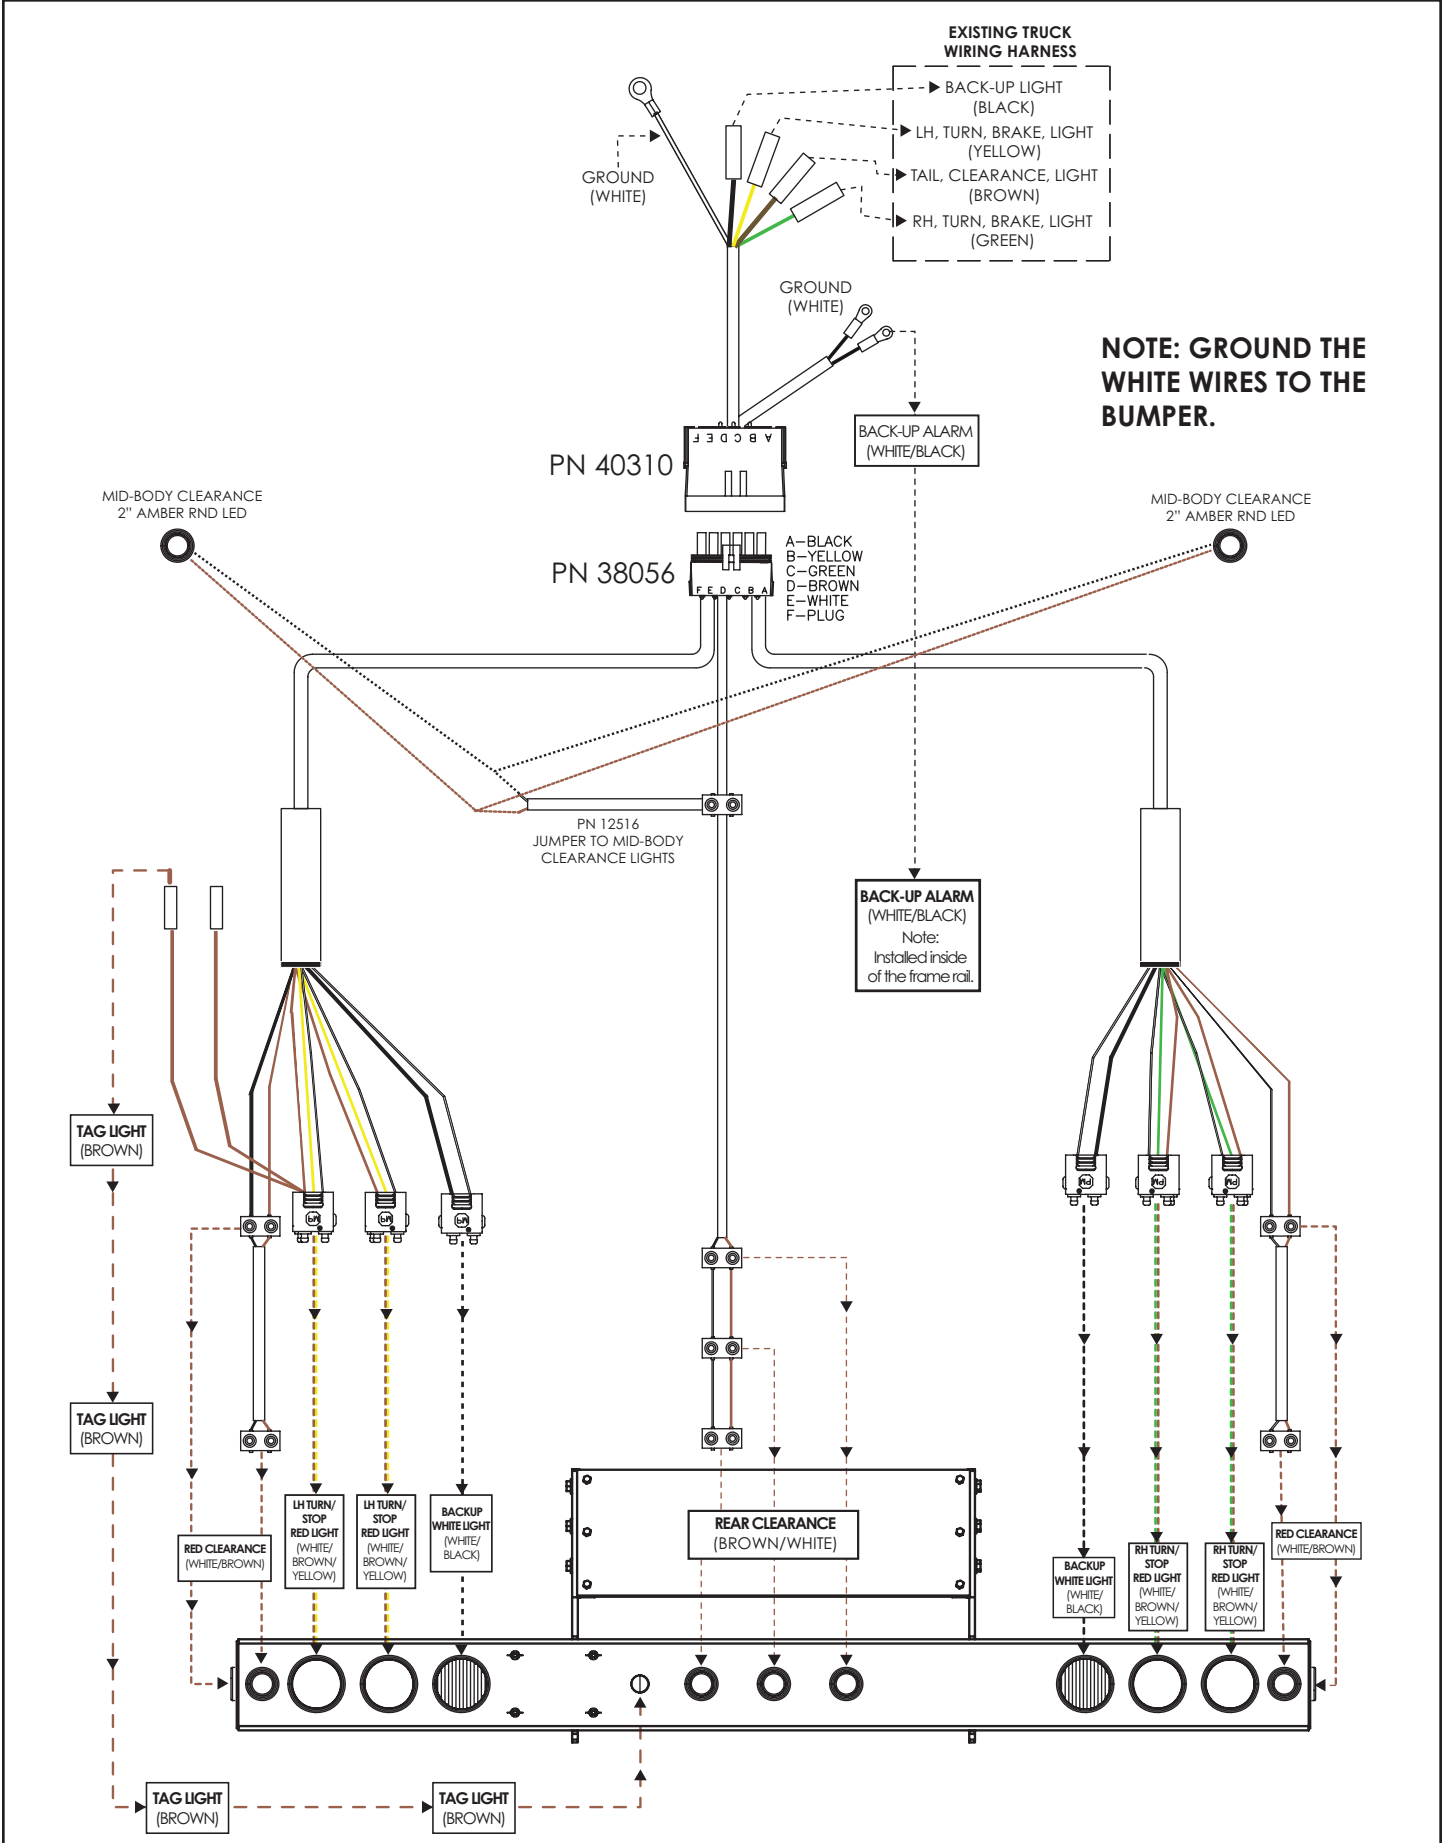 EXISTING TRUCK
WIRING HARNESS
BACK-UP LIGHT
(BLACK)
LH, TURN, BRAKE, LIGHT
(YELLOW)
TAIL, CLEARANCE, LIGHT
(BROWN)
RH, TURN, BRAKE, LIGHT
(GREEN)
GROUND
(WHITE)
GROUND
(WHITE)
NOTE: GROUND THE
WHITE WIRES TO THE
BUMPER.
BACK-UP ALARM
(WHITE/BLACK)
F E D C B A
PN 40310
MID-BODY CLEARANCE
2" AMBER RND LED
MID-BODY CLEARANCE
2" AMBER RND LED
PN 38056
F E D C B A
A-BLACK
B-YELLOW
C-GREEN
D-BROWN
E-WHITE
F-PLUG
PN 12516
JUMPER TO MID-BODY
CLEARANCE LIGHTS
BACK-UP ALARM
(WHITE/BLACK)
Note:
Installed inside
of the frame rail.
TAG LIGHT
(BROWN)
PM
PM
PM
PM
PM
PM
TAG LIGHT
(BROWN)
RED CLEARANCE
(WHITE/BROWN)
LH TURN/
STOP
RED LIGHT
(WHITE/
BROWN/
YELLOW)
LH TURN/
STOP
RED LIGHT
(WHITE/
BROWN/
YELLOW)
BACKUP
WHITE LIGHT
(WHITE/
BLACK)
REAR CLEARANCE
(BROWN/WHITE)
BACKUP
WHITE LIGHT
(WHITE/
BLACK)
RH TURN/
STOP
RED LIGHT
(WHITE/
BROWN/
YELLOW)
RH TURN/
STOP
RED LIGHT
(WHITE/
BROWN/
YELLOW)
RED CLEARANCE
(WHITE/BROWN)
TAG LIGHT
(BROWN)
TAG LIGHT
(BROWN)